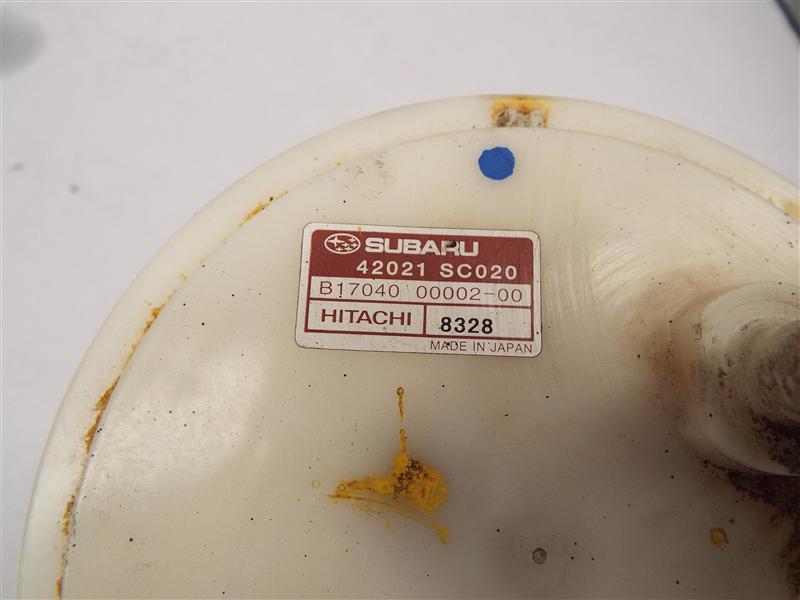 SUBARU
42021 SC020
B17040 00002-00
HITACHI 8328
MADE IN JAPAN